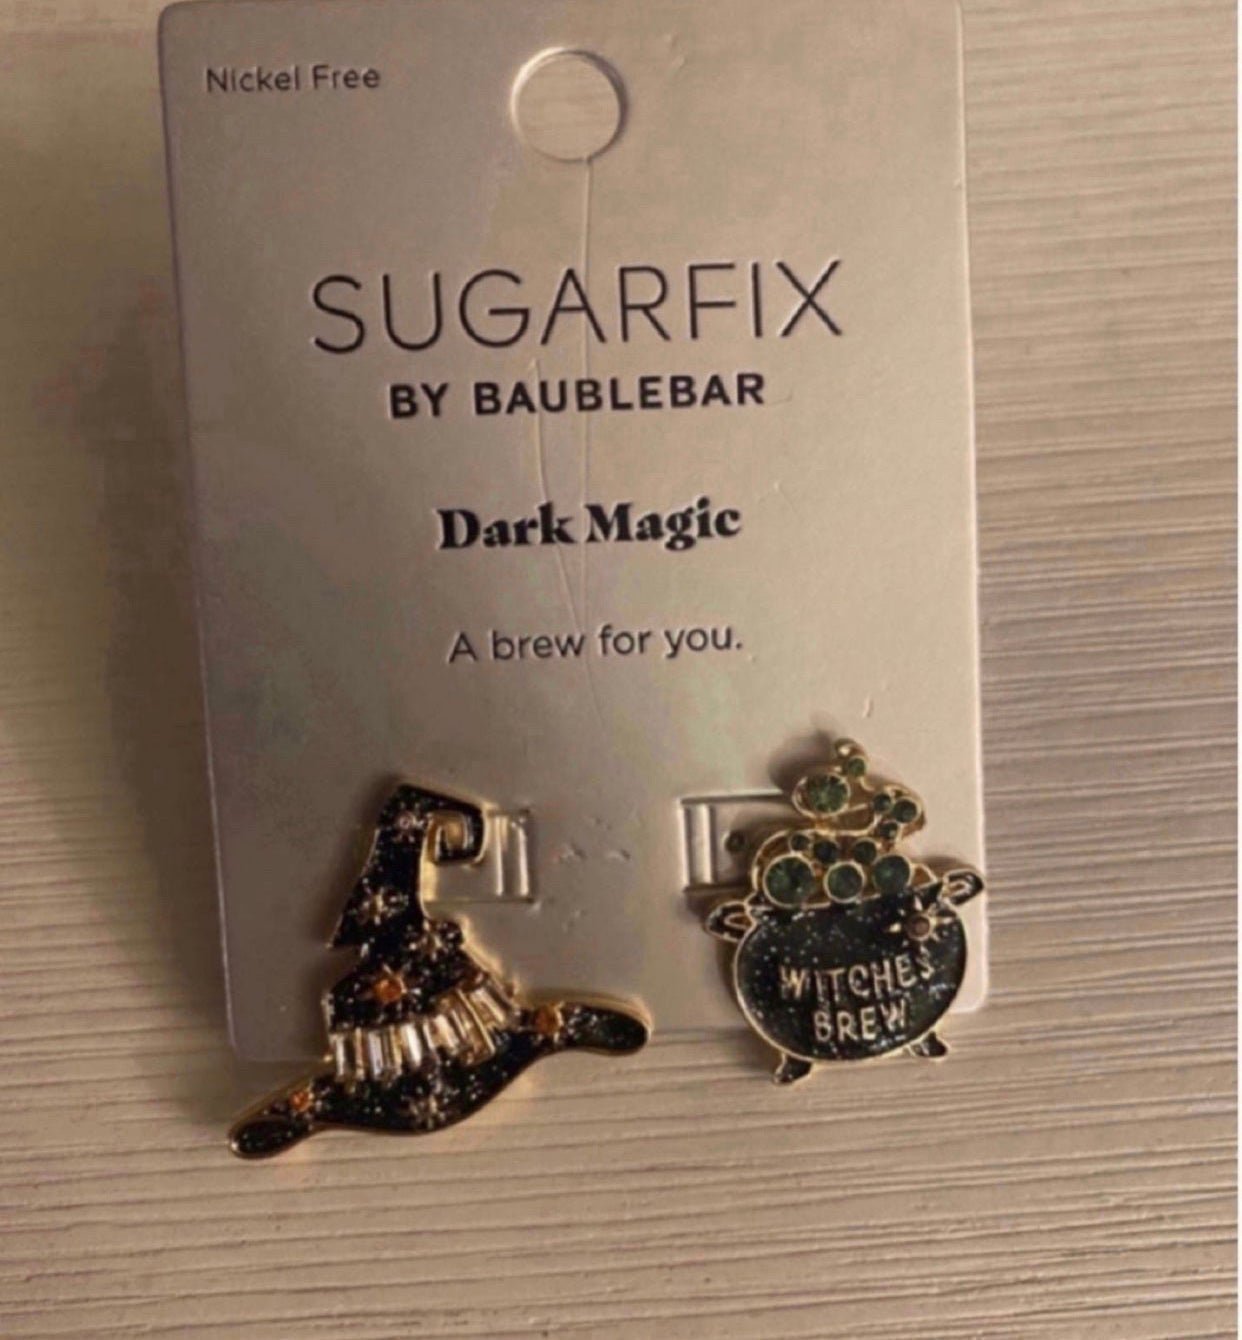 Nickel Free
SUGARFIX
BY BAUBLEBAR
Dark Magic
A brew for you.
WITCHES
BREW